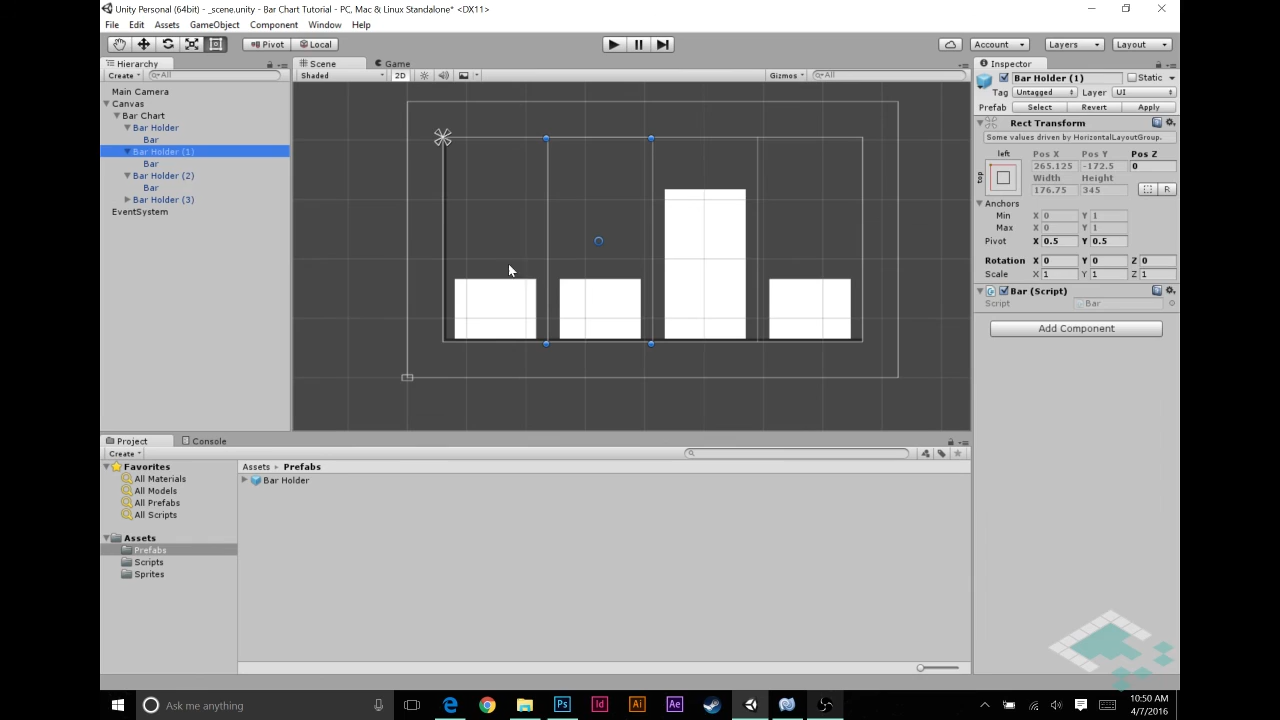 Unity Personal (64bit) - _scene.unity - Bar Chart Tutorial - PC, Mac & Linux Standalone* <DX11>
File Edit Assets GameObject Component Window Help
Pivot Local Account Layers Layout
Hierarchy
Create All
Main Camera
Canvas
Bar Chart
Bar Holder
Bar
Bar Holder (1)
Bar
Bar Holder (2)
Bar
Bar Holder (3)
EventSystem
Scene Game
Shaded 2D Gizmos All
Inspector
Bar Holder (1) Static
Tag Untagged Layer UI
Prefab Select Revert Apply
Rect Transform
Some values driven by HorizontalLayoutGroup.
left Pos X Pos Y Pos Z
top 265.125 -172.5 0
Width Height
176.75 345 R
Anchors
Min X 0 Y 1
Max X 0 Y 1
Pivot X 0.5 Y 0.5
Rotation X 0 Y 0 Z 0
Scale X 1 Y 1 Z 1
Bar (Script)
Script Bar
Add Component
Project Console
Create
Favorites
All Materials
All Models
All Prefabs
All Scripts
Assets
Prefabs
Scripts
Sprites
Assets Prefabs
Bar Holder
Ask me anything
Ps Id Ai Ae
10:50 AM
4/7/2016